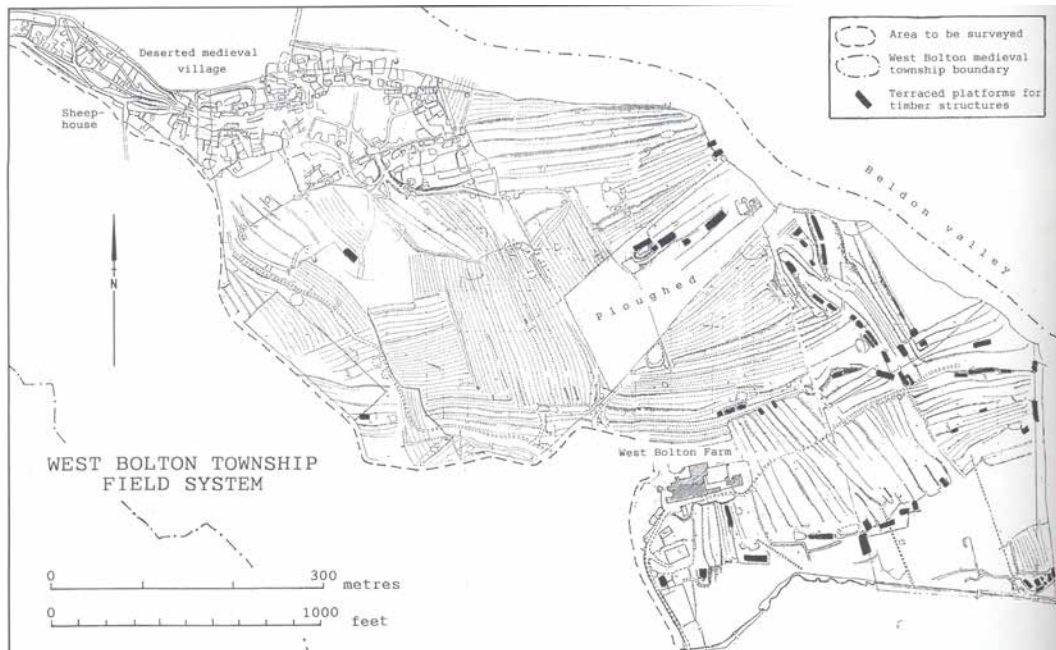 Deserted medieval
village
Sheep-
house
Area to be surveyed
West Bolton medieval
township boundary
Terraced platforms for
timber structures
Beldon valley
N
Ploughed
West Bolton Farm
WEST BOLTON TOWNSHIP
FIELD SYSTEM
0 300 metres
0 1000 feet